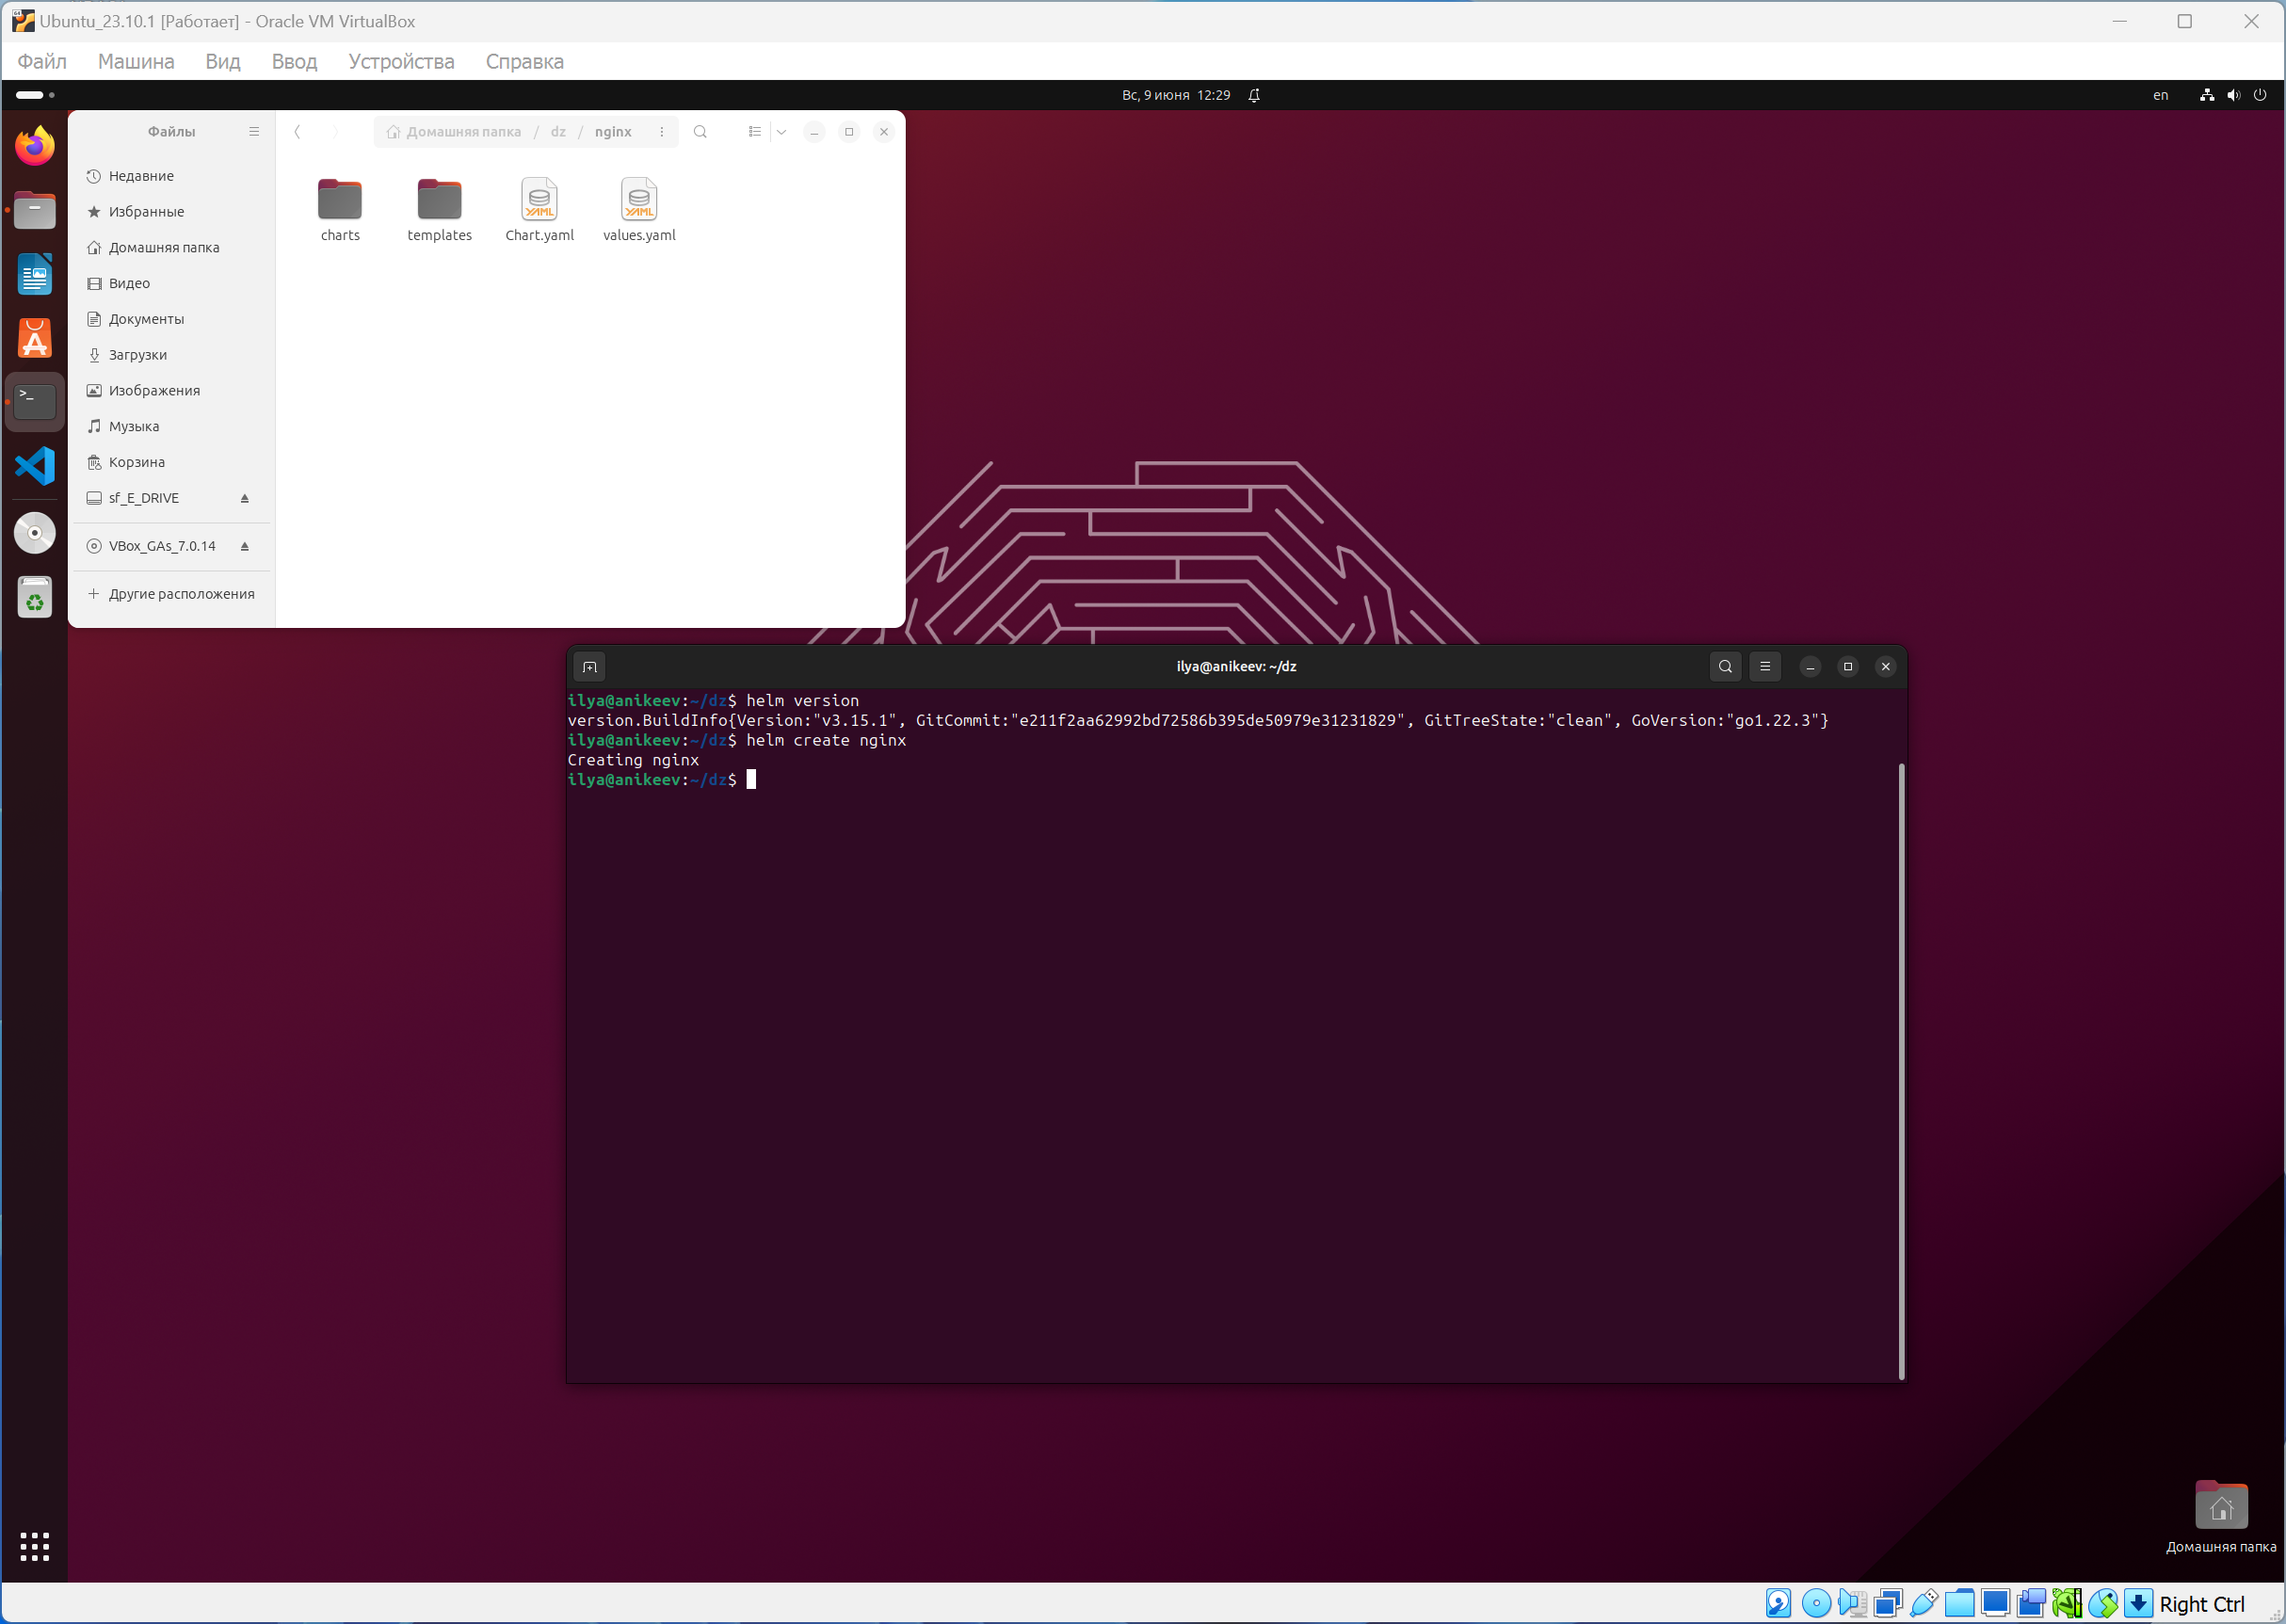 Ubuntu_23.10.1 [Работает] - Oracle VM VirtualBox
Файл Машина Вид Ввод Устройства Справка
Вс, 9 июня 12:29
en
Файлы
Домашняя папка / dz / nginx
Недавние
Избранные
Домашняя папка
Видео
Документы
Загрузки
Изображения
Музыка
Корзина
sf_E_DRIVE
VBox_GAs_7.0.14
Другие расположения
charts
templates
YAML
Chart.yaml
YAML
values.yaml
ilya@anikeev: ~/dz
ilya@anikeev:~/dz$ helm version
version.BuildInfo{Version:"v3.15.1", GitCommit:"e211f2aa62992bd72586b395de50979e31231829", GitTreeState:"clean", GoVersion:"go1.22.3"}
ilya@anikeev:~/dz$ helm create nginx
Creating nginx
ilya@anikeev:~/dz$
Домашняя папка
Right Ctrl